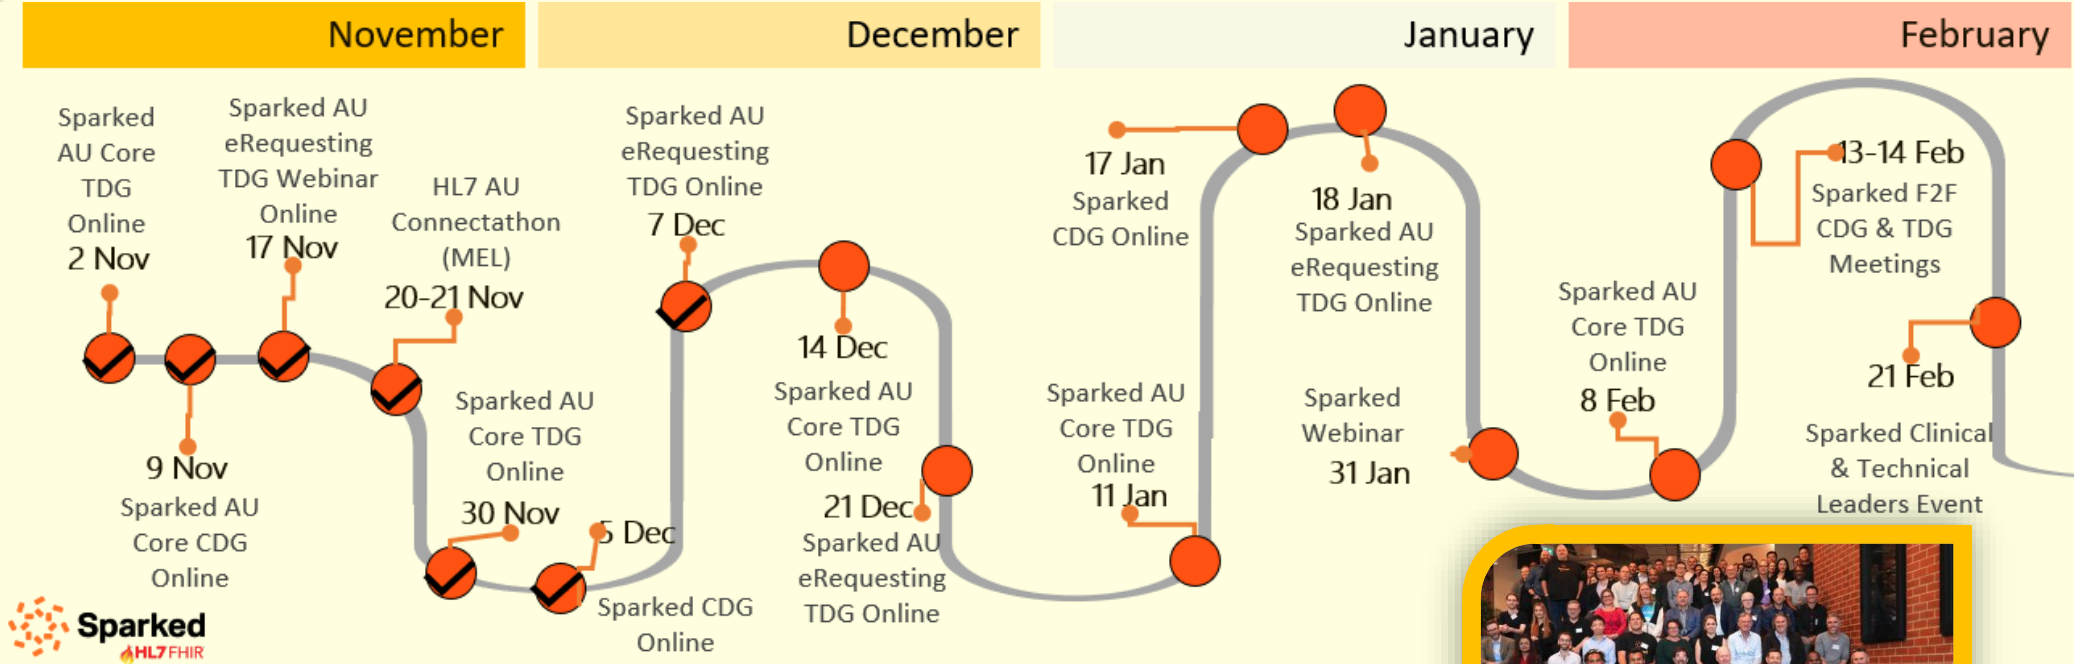 November
December
January
February
Sparked
AU Core
TDG
Online
2 Nov
9 Nov
Sparked AU
Core CDG
Online
Sparked AU
eRequesting
TDG Webinar
Online
17 Nov
HL7 AU
Connectathon
(MEL)
20-21 Nov
Sparked AU
Core TDG
Online
30 Nov
5 Dec
Sparked CDG
Online
Sparked AU
eRequesting
TDG Online
7 Dec
14 Dec
Sparked AU
Core TDG
Online
21 Dec
Sparked AU
eRequesting
TDG Online
Sparked AU
Core TDG
Online
11 Jan
17 Jan
Sparked
CDG Online
18 Jan
Sparked AU
eRequesting
TDG Online
Sparked
Webinar
31 Jan
Sparked AU
Core TDG
Online
8 Feb
13-14 Feb
Sparked F2F
CDG & TDG
Meetings
21 Feb
Sparked Clinical
& Technical
Leaders Event
Sparked
HL7 FHIR